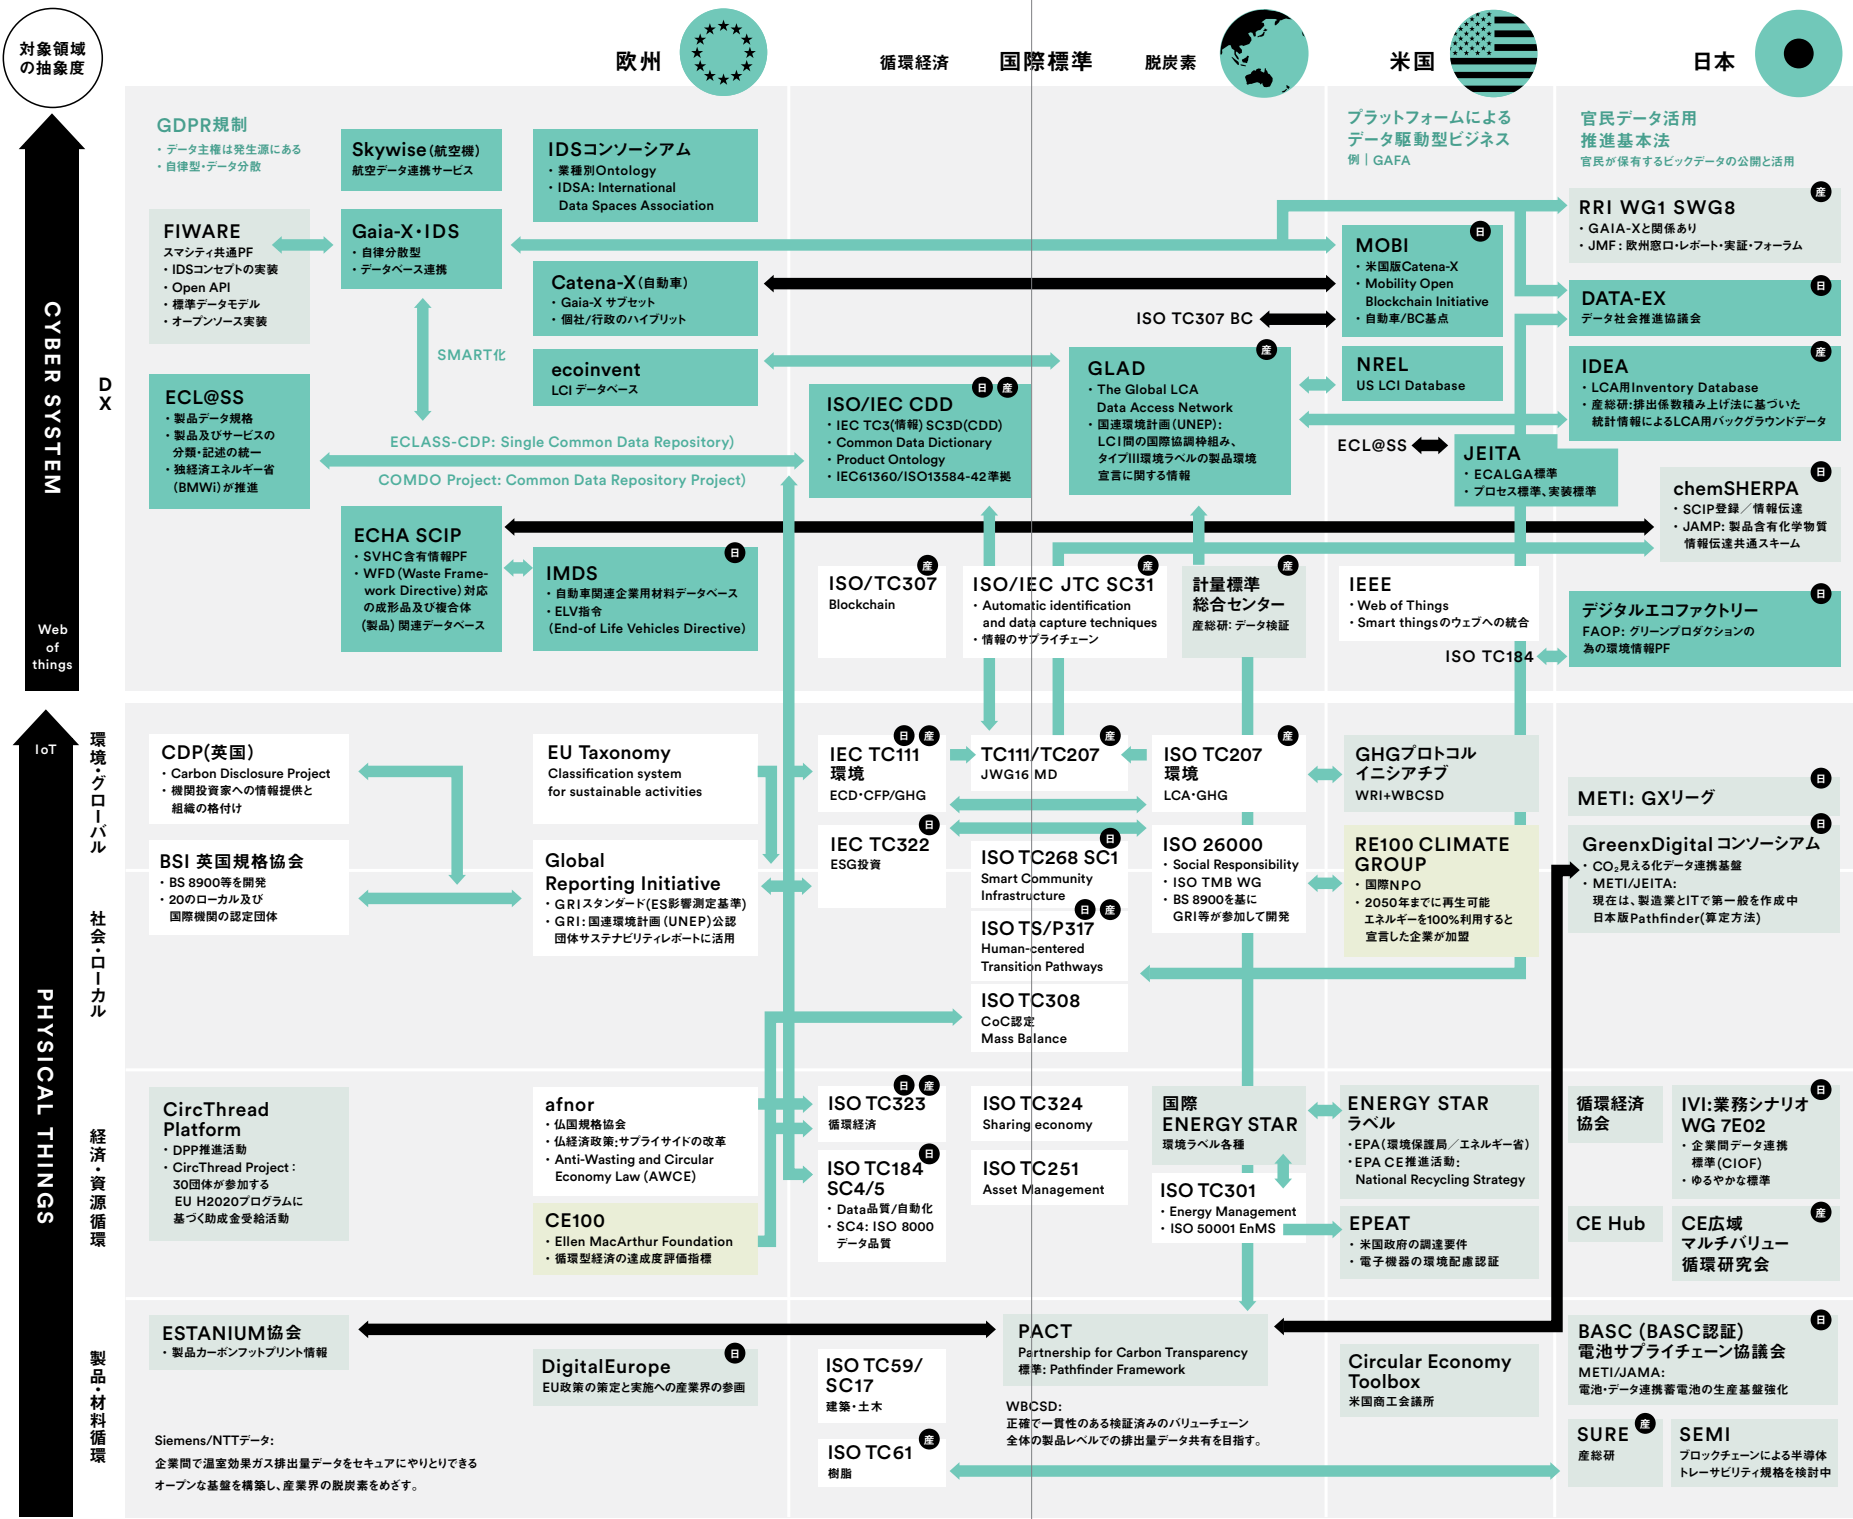 対象領域
の抽象度
欧州
循環経済
国際標準
脱炭素
米国
日本
CYBER SYSTEM
Web
of
things
DX
GDPR規制
・データ主権は発生源にある
・自律型・データ分散
Skywise(航空機)
航空データ連携サービス
IDSコンソーシアム
・業種別Ontology
・IDSA: International
Data Spaces Association
プラットフォームによる
データ駆動型ビジネス
例｜GAFA
官民データ活用
推進基本法
官民が保有するビックデータの公開と活用
FIWARE
スマシティ共通PF
・IDSコンセプトの実装
・Open API
・標準データモデル
・オープンソース実装
Gaia-X・IDS
・自律分散型
・データベース連携
Catena-X(自動車)
・Gaia-X サブセット
・個社/行政のハイブリット
ecoinvent
LCI データベース
SMART化
ECL@SS
・製品データ規格
・製品及びサービスの
分類・記述の統一
・独経済エネルギー省
(BMWi)が推進
ECLASS-CDP: Single Common Data Repository)
COMDO Project: Common Data Repository Project)
ECHA SCIP
・SVHC含有情報PF
・WFD (Waste Frame-
work Directive) 対応
の成形品及び複合体
(製品) 関連データベース
日
IMDS
・自動車関連企業用材料データベース
・ELV指令
(End-of Life Vehicles Directive)
日 産
ISO/IEC CDD
・IEC TC3(情報) SC3D(CDD)
・Common Data Dictionary
・Product Ontology
・IEC61360/ISO13584-42準拠
産
GLAD
・The Global LCA
Data Access Network
・国連環境計画(UNEP):
LCI間の国際協調枠組み、
タイプIII環境ラベルの製品環境
宣言に関する情報
ISO TC307 BC
日
MOBI
・米国版Catena-X
・Mobility Open
Blockchain Initiative
・自動車/BC基点
NREL
US LCI Database
ECL@SS
JEITA
・ECALGA標準
・プロセス標準、実装標準
産
RRI WG1 SWG8
・GAIA-Xと関係あり
・JMF: 欧州窓口・レポート・実証・フォーラム
日
DATA-EX
データ社会推進協議会
産
IDEA
・LCA用Inventory Database
・産総研:排出係数積み上げ法に基づいた
統計情報によるLCA用バックグラウンドデータ
日
chemSHERPA
・SCIP登録／情報伝達
・JAMP: 製品含有化学物質
情報伝達共通スキーム
産
ISO/TC307
Blockchain
産
ISO/IEC JTC SC31
・Automatic identification
and data capture techniques
・情報のサプライチェーン
産
計量標準
総合センター
産総研: データ検証
IEEE
・Web of Things
・Smart thingsのウェブへの統合
ISO TC184
日
デジタルエコファクトリー
FAOP: グリーンプロダクションの
為の環境情報PF
IoT
PHYSICAL THINGS
環境・グローバル
社会・ローカル
経済・資源循環
製品・材料循環
CDP(英国)
・Carbon Disclosure Project
・機関投資家への情報提供と
組織の格付け
BSI 英国規格協会
・BS 8900等を開発
・20のローカル及び
国際機関の認定団体
EU Taxonomy
Classification system
for sustainable activities
Global
Reporting Initiative
・GRIスタンダード(ES影響測定基準)
・GRI: 国連環境計画 (UNEP)公認
団体サステナビリティレポートに活用
日 産
IEC TC111
環境
ECD・CFP/GHG
日
IEC TC322
ESG投資
産
TC111/TC207
JWG16 MD
日
ISO TC268 SC1
Smart Community
Infrastructure
日 産
ISO TS/P317
Human-centered
Transition Pathways
ISO TC308
CoC認定
Mass Balance
産
ISO TC207
環境
LCA・GHG
ISO 26000
・Social Responsibility
・ISO TMB WG
・BS 8900を基に
GRI等が参加して開発
GHGプロトコル
イニシアチブ
WRI+WBCSD
RE100 CLIMATE
GROUP
・国際NPO
・2050年までに再生可能
エネルギーを100%利用すると
宣言した企業が加盟
日
METI: GXリーグ
日
GreenxDigital コンソーシアム
・CO₂見える化データ連携基盤
・METI/JEITA:
現在は、製造業とITで第一般を作成中
日本版Pathfinder(算定方法)
CircThread
Platform
・DPP推進活動
・CircThread Project：
30団体が参加する
EU H2020プログラムに
基づく助成金受給活動
afnor
・仏国規格協会
・仏経済政策:サプライサイドの改革
・Anti-Wasting and Circular
Economy Law (AWCE)
CE100
・Ellen MacArthur Foundation
・循環型経済の達成度評価指標
日 産
ISO TC323
循環経済
日
ISO TC184
SC4/5
・Data品質/自動化
・SC4: ISO 8000
データ品質
ISO TC324
Sharing economy
ISO TC251
Asset Management
国際
ENERGY STAR
環境ラベル各種
ISO TC301
・Energy Management
・ISO 50001 EnMS
ENERGY STAR
ラベル
・EPA(環境保護局／エネルギー省)
・EPA CE推進活動:
National Recycling Strategy
EPEAT
・米国政府の調達要件
・電子機器の環境配慮認証
循環経済
協会
日
IVI:業務シナリオ
WG 7E02
・企業間データ連携
標準(CIOF)
・ゆるやかな標準
CE Hub
産
CE広域
マルチバリュー
循環研究会
ESTANIUM協会
・製品カーボンフットプリント情報
日
DigitalEurope
EU政策の策定と実施への産業界の参画
Siemens/NTTデータ:
企業間で温室効果ガス排出量データをセキュアにやりとりできる
オープンな基盤を構築し、産業界の脱炭素をめざす。
ISO TC59/
SC17
建築・土木
産
ISO TC61
樹脂
PACT
Partnership for Carbon Transparency
標準: Pathfinder Framework
WBCSD:
正確で一貫性のある検証済みのバリューチェーン
全体の製品レベルでの排出量データ共有を目指す。
Circular Economy
Toolbox
米国商工会議所
日
BASC (BASC認証)
電池サプライチェーン協議会
METI/JAMA:
電池・データ連携蓄電池の生産基盤強化
産
SURE
産総研
SEMI
ブロックチェーンによる半導体
トレーサビリティ規格を検討中